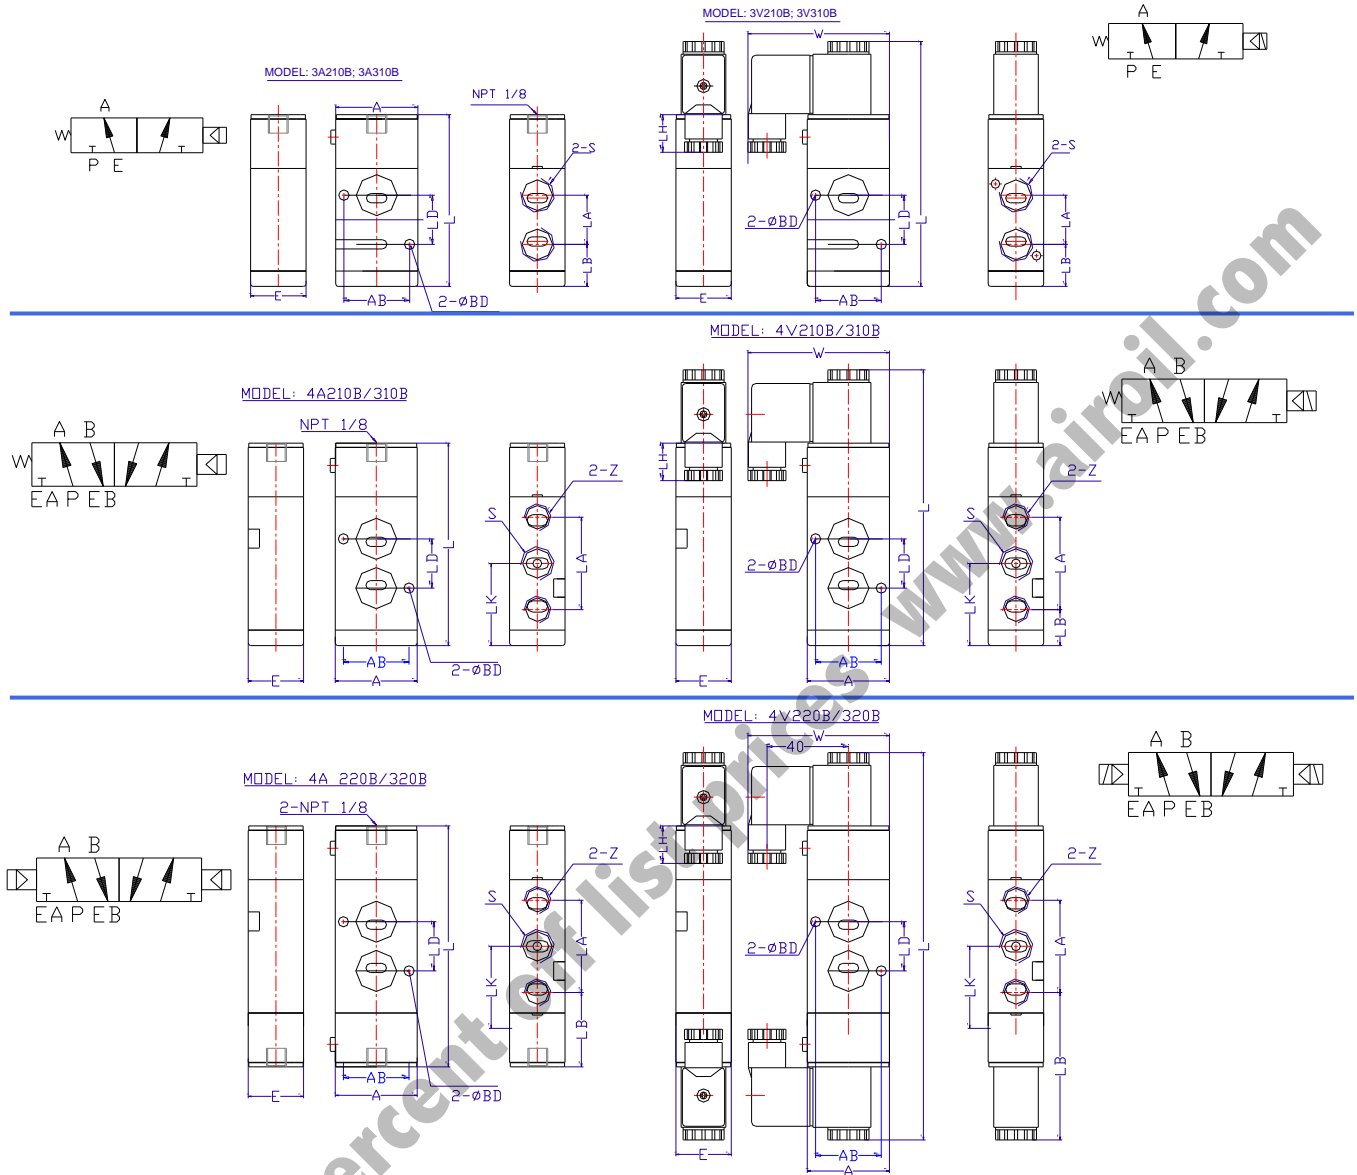 MODEL: 3V210B; 3V310B
A
P E
W
MODEL: 3A210B; 3A310B
A
P E
A
NPT 1/8
2-S
E
AB
LD
L
2-ØBD
LA
LB
LH
E
2-ØBD
AB
LD
L
2-S
LA
LB
MODEL: 4V210B/310B
W
A B
EA P EB
MODEL: 4A210B/310B
NPT 1/8
A B
EA P EB
E
AB
A
LD
L
2-ØBD
S
2-Z
LK
LA
LH
E
2-ØBD
AB
A
LD
L
S
2-Z
LK
LA
LB
MODEL: 4V220B/320B
W
40
A B
EA P EB
MODEL: 4A 220B/320B
2-NPT 1/8
A B
EA P EB
E
AB
A
LD
L
2-ØBD
S
2-Z
LK
LA
LB
LH
E
2-ØBD
AB
A
LD
L
S
2-Z
LK
LA
LB
ercent off list prices www.airoil.com